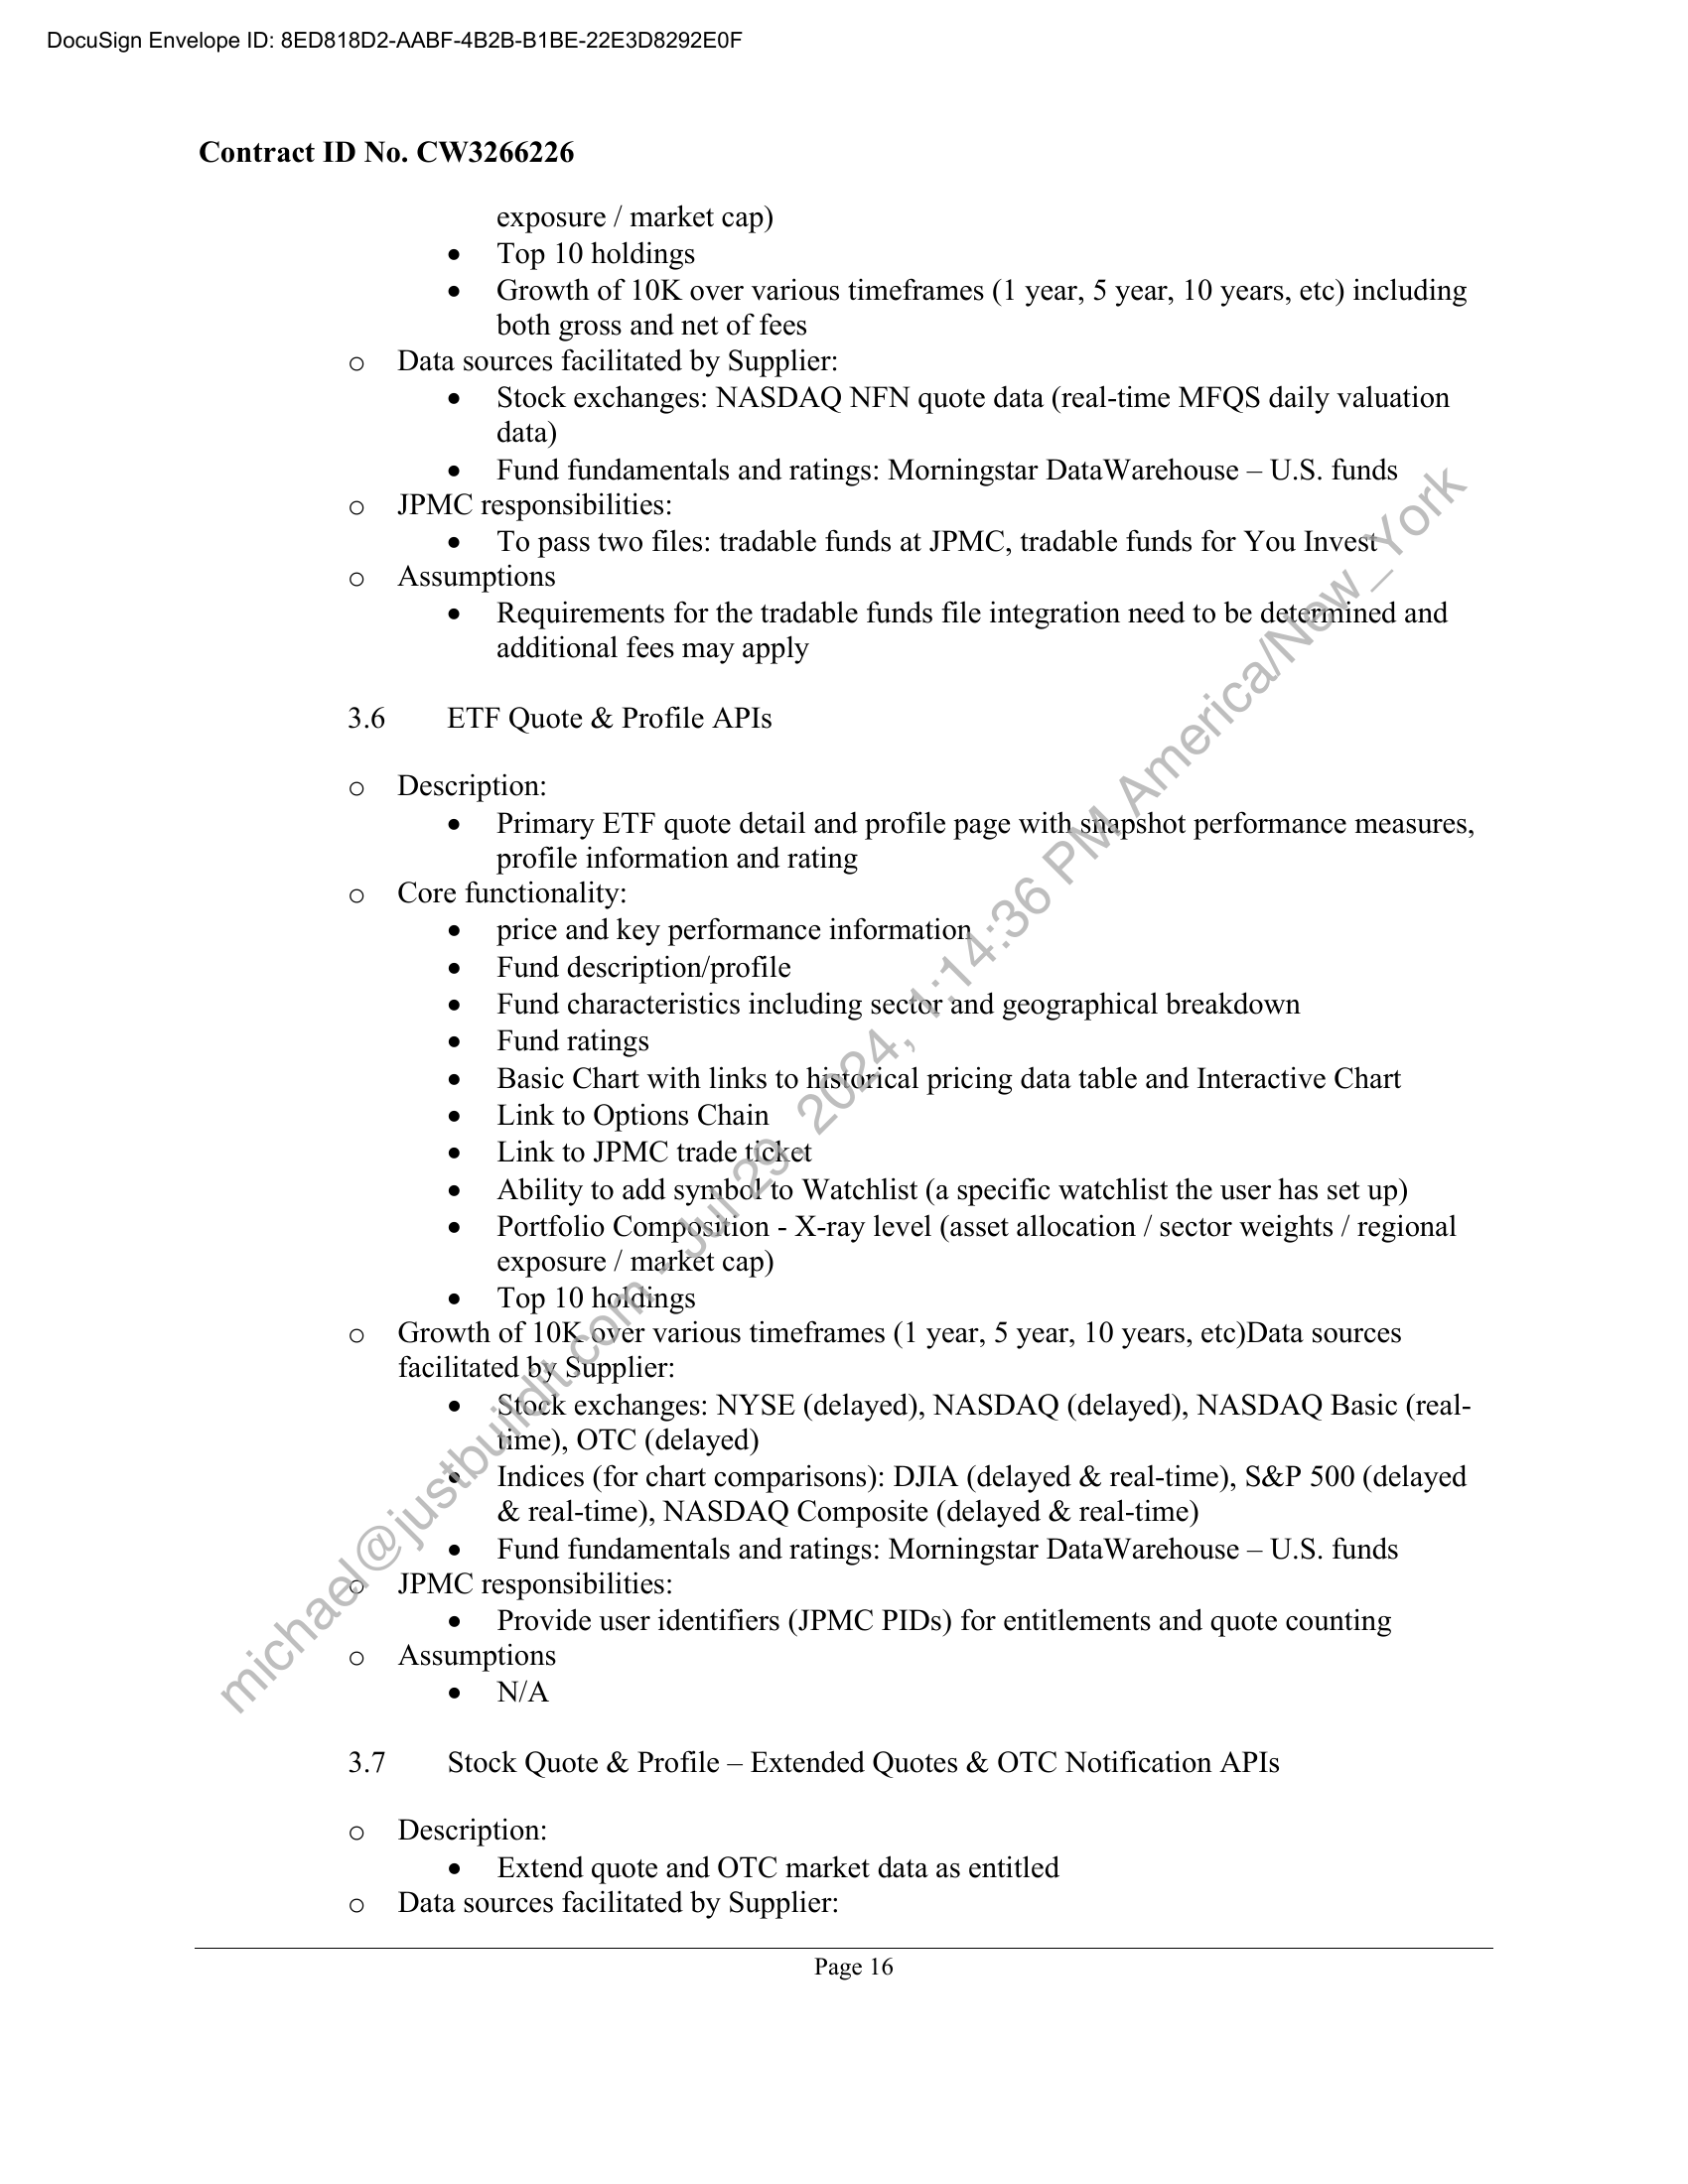 DocuSign Envelope ID: 8ED818D2-AABF-4B2B-B1BE-22E3D8292E0F
Contract ID No. CW3266226
exposure / market cap)
• Top 10 holdings
• Growth of 10K over various timeframes (1 year, 5 year, 10 years, etc) including
both gross and net of fees
o Data sources facilitated by Supplier:
• Stock exchanges: NASDAQ NFN quote data (real-time MFQS daily valuation
data)
• Fund fundamentals and ratings: Morningstar DataWarehouse – U.S. funds
o JPMC responsibilities:
• To pass two files: tradable funds at JPMC, tradable funds for You Invest
o Assumptions
• Requirements for the tradable funds file integration need to be determined and
additional fees may apply
3.6 ETF Quote & Profile APIs
o Description:
• Primary ETF quote detail and profile page with snapshot performance measures,
profile information and rating
o Core functionality:
• price and key performance information
• Fund description/profile
• Fund characteristics including sector and geographical breakdown
• Fund ratings
• Basic Chart with links to historical pricing data table and Interactive Chart
• Link to Options Chain
• Link to JPMC trade ticket
• Ability to add symbol to Watchlist (a specific watchlist the user has set up)
• Portfolio Composition - X-ray level (asset allocation / sector weights / regional
exposure / market cap)
• Top 10 holdings
o Growth of 10K over various timeframes (1 year, 5 year, 10 years, etc)Data sources
facilitated by Supplier:
• Stock exchanges: NYSE (delayed), NASDAQ (delayed), NASDAQ Basic (real-
time), OTC (delayed)
• Indices (for chart comparisons): DJIA (delayed & real-time), S&P 500 (delayed
& real-time), NASDAQ Composite (delayed & real-time)
• Fund fundamentals and ratings: Morningstar DataWarehouse – U.S. funds
o JPMC responsibilities:
• Provide user identifiers (JPMC PIDs) for entitlements and quote counting
o Assumptions
• N/A
3.7 Stock Quote & Profile – Extended Quotes & OTC Notification APIs
o Description:
• Extend quote and OTC market data as entitled
o Data sources facilitated by Supplier:
Page 16
michael@justbuildit.com - Jul 29, 2024, 1:14:36 PM America/New_York